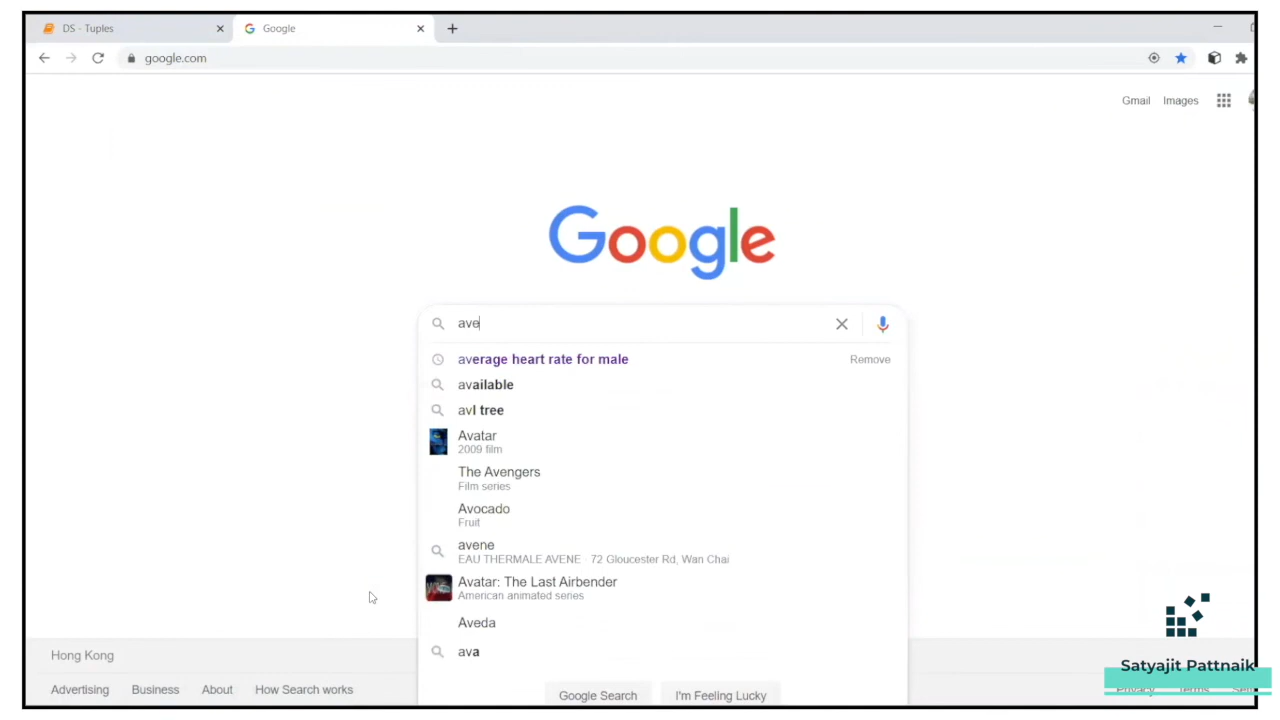 DS - Tuples
Google
google.com
Gmail Images
Google
ave
average heart rate for male Remove
available
avl tree
Avatar
2009 film
The Avengers
Film series
Avocado
Fruit
avene
EAU THERMALE AVENE · 72 Gloucester Rd, Wan Chai
Avatar: The Last Airbender
American animated series
Aveda
ava
Google Search I'm Feeling Lucky
Hong Kong
Satyajit Pattnaik
Advertising Business About How Search works Privacy Terms